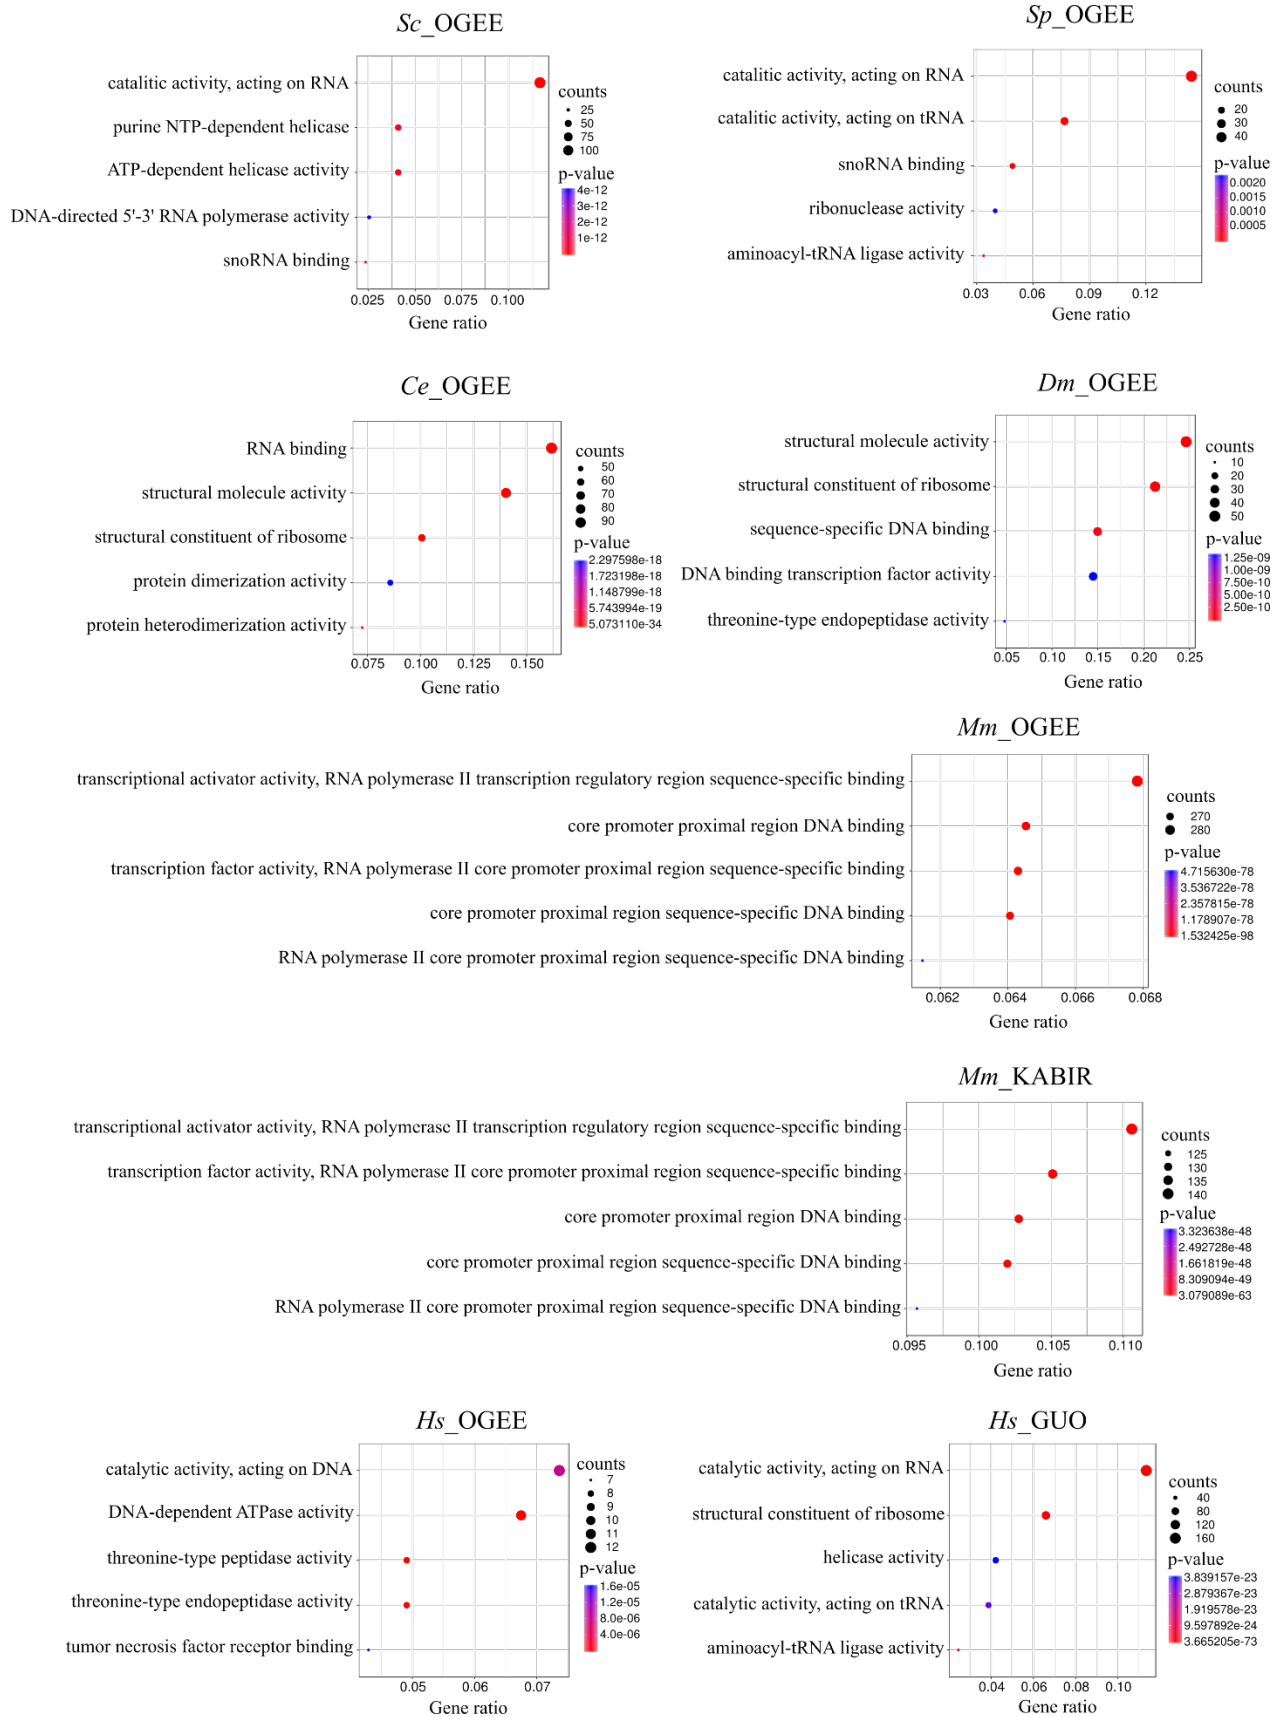 Sc_OGEE
catalitic activity, acting on RNA
purine NTP-dependent helicase
ATP-dependent helicase activity
DNA-directed 5'-3' RNA polymerase activity
snoRNA binding
0.025 0.050 0.075 0.100
Gene ratio
counts
25
50
75
100
p-value
4e-12
3e-12
2e-12
1e-12
Sp_OGEE
catalitic activity, acting on RNA
catalitic activity, acting on tRNA
snoRNA binding
ribonuclease activity
aminoacyl-tRNA ligase activity
0.03 0.06 0.09 0.12
Gene ratio
counts
20
30
40
p-value
0.0020
0.0015
0.0010
0.0005
Ce_OGEE
RNA binding
structural molecule activity
structural constituent of ribosome
protein dimerization activity
protein heterodimerization activity
0.075 0.100 0.125 0.150
Gene ratio
counts
50
60
70
80
90
p-value
2.297598e-18
1.723198e-18
1.148799e-18
5.743994e-19
5.073110e-34
Dm_OGEE
structural molecule activity
structural constituent of ribosome
sequence-specific DNA binding
DNA binding transcription factor activity
threonine-type endopeptidase activity
0.05 0.10 0.15 0.20 0.25
Gene ratio
counts
10
20
30
40
50
p-value
1.25e-09
1.00e-09
7.50e-10
5.00e-10
2.50e-10
Mm_OGEE
transcriptional activator activity, RNA polymerase II transcription regulatory region sequence-specific binding
core promoter proximal region DNA binding
transcription factor activity, RNA polymerase II core promoter proximal region sequence-specific binding
core promoter proximal region sequence-specific DNA binding
RNA polymerase II core promoter proximal region sequence-specific DNA binding
0.062 0.064 0.066 0.068
Gene ratio
counts
270
280
p-value
4.715630e-78
3.536722e-78
2.357815e-78
1.178907e-78
1.532425e-98
Mm_KABIR
transcriptional activator activity, RNA polymerase II transcription regulatory region sequence-specific binding
transcription factor activity, RNA polymerase II core promoter proximal region sequence-specific binding
core promoter proximal region DNA binding
core promoter proximal region sequence-specific DNA binding
RNA polymerase II core promoter proximal region sequence-specific DNA binding
0.095 0.100 0.105 0.110
Gene ratio
counts
125
130
135
140
p-value
3.323638e-48
2.492728e-48
1.661819e-48
8.309094e-49
3.079089e-63
Hs_OGEE
catalytic activity, acting on DNA
DNA-dependent ATPase activity
threonine-type peptidase activity
threonine-type endopeptidase activity
tumor necrosis factor receptor binding
0.05 0.06 0.07
Gene ratio
counts
7
8
9
10
11
12
p-value
1.6e-05
1.2e-05
8.0e-06
4.0e-06
Hs_GUO
catalytic activity, acting on RNA
structural constituent of ribosome
helicase activity
catalytic activity, acting on tRNA
aminoacyl-tRNA ligase activity
0.04 0.06 0.08 0.10
Gene ratio
counts
40
80
120
160
p-value
3.839157e-23
2.879367e-23
1.919578e-23
9.597892e-24
3.665205e-73